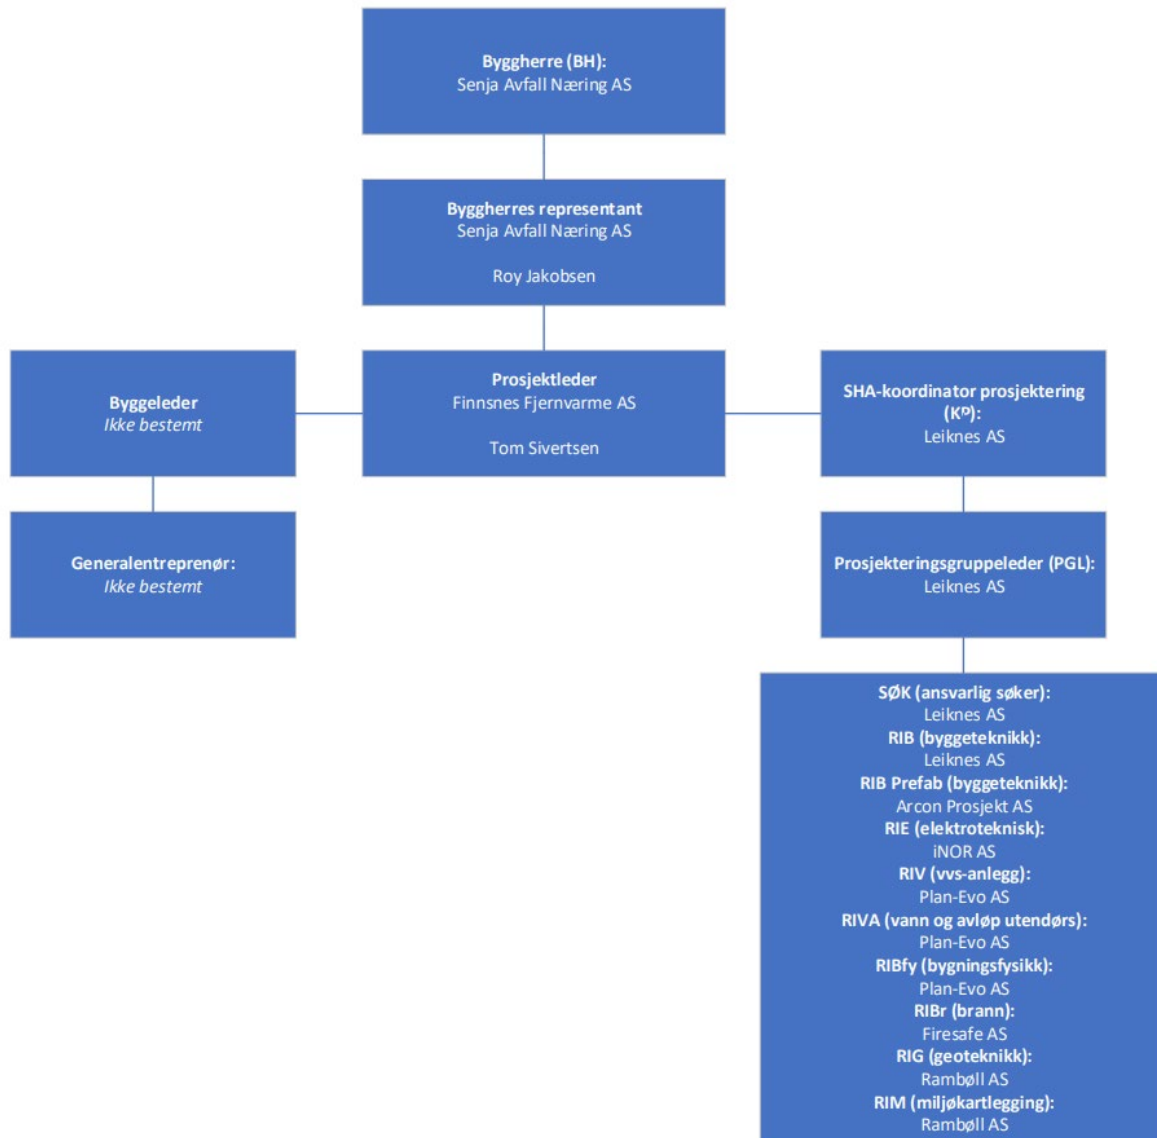 Byggherre (BH):
Senja Avfall Næring AS
Byggherres representant
Senja Avfall Næring AS
Roy Jakobsen
Byggeleder
Ikke bestemt
Prosjektleder
Finnsnes Fjernvarme AS
Tom Sivertsen
SHA-koordinator prosjektering
(Kᴾ):
Leiknes AS
Generalentreprenør:
Ikke bestemt
Prosjekteringsgruppeleder (PGL):
Leiknes AS
SØK (ansvarlig søker):
Leiknes AS
RIB (byggeteknikk):
Leiknes AS
RIB Prefab (byggeteknikk):
Arcon Prosjekt AS
RIE (elektroteknisk):
iNOR AS
RIV (vvs-anlegg):
Plan-Evo AS
RIVA (vann og avløp utendørs):
Plan-Evo AS
RIBfy (bygningsfysikk):
Plan-Evo AS
RIBr (brann):
Firesafe AS
RIG (geoteknikk):
Rambøll AS
RIM (miljøkartlegging):
Rambøll AS